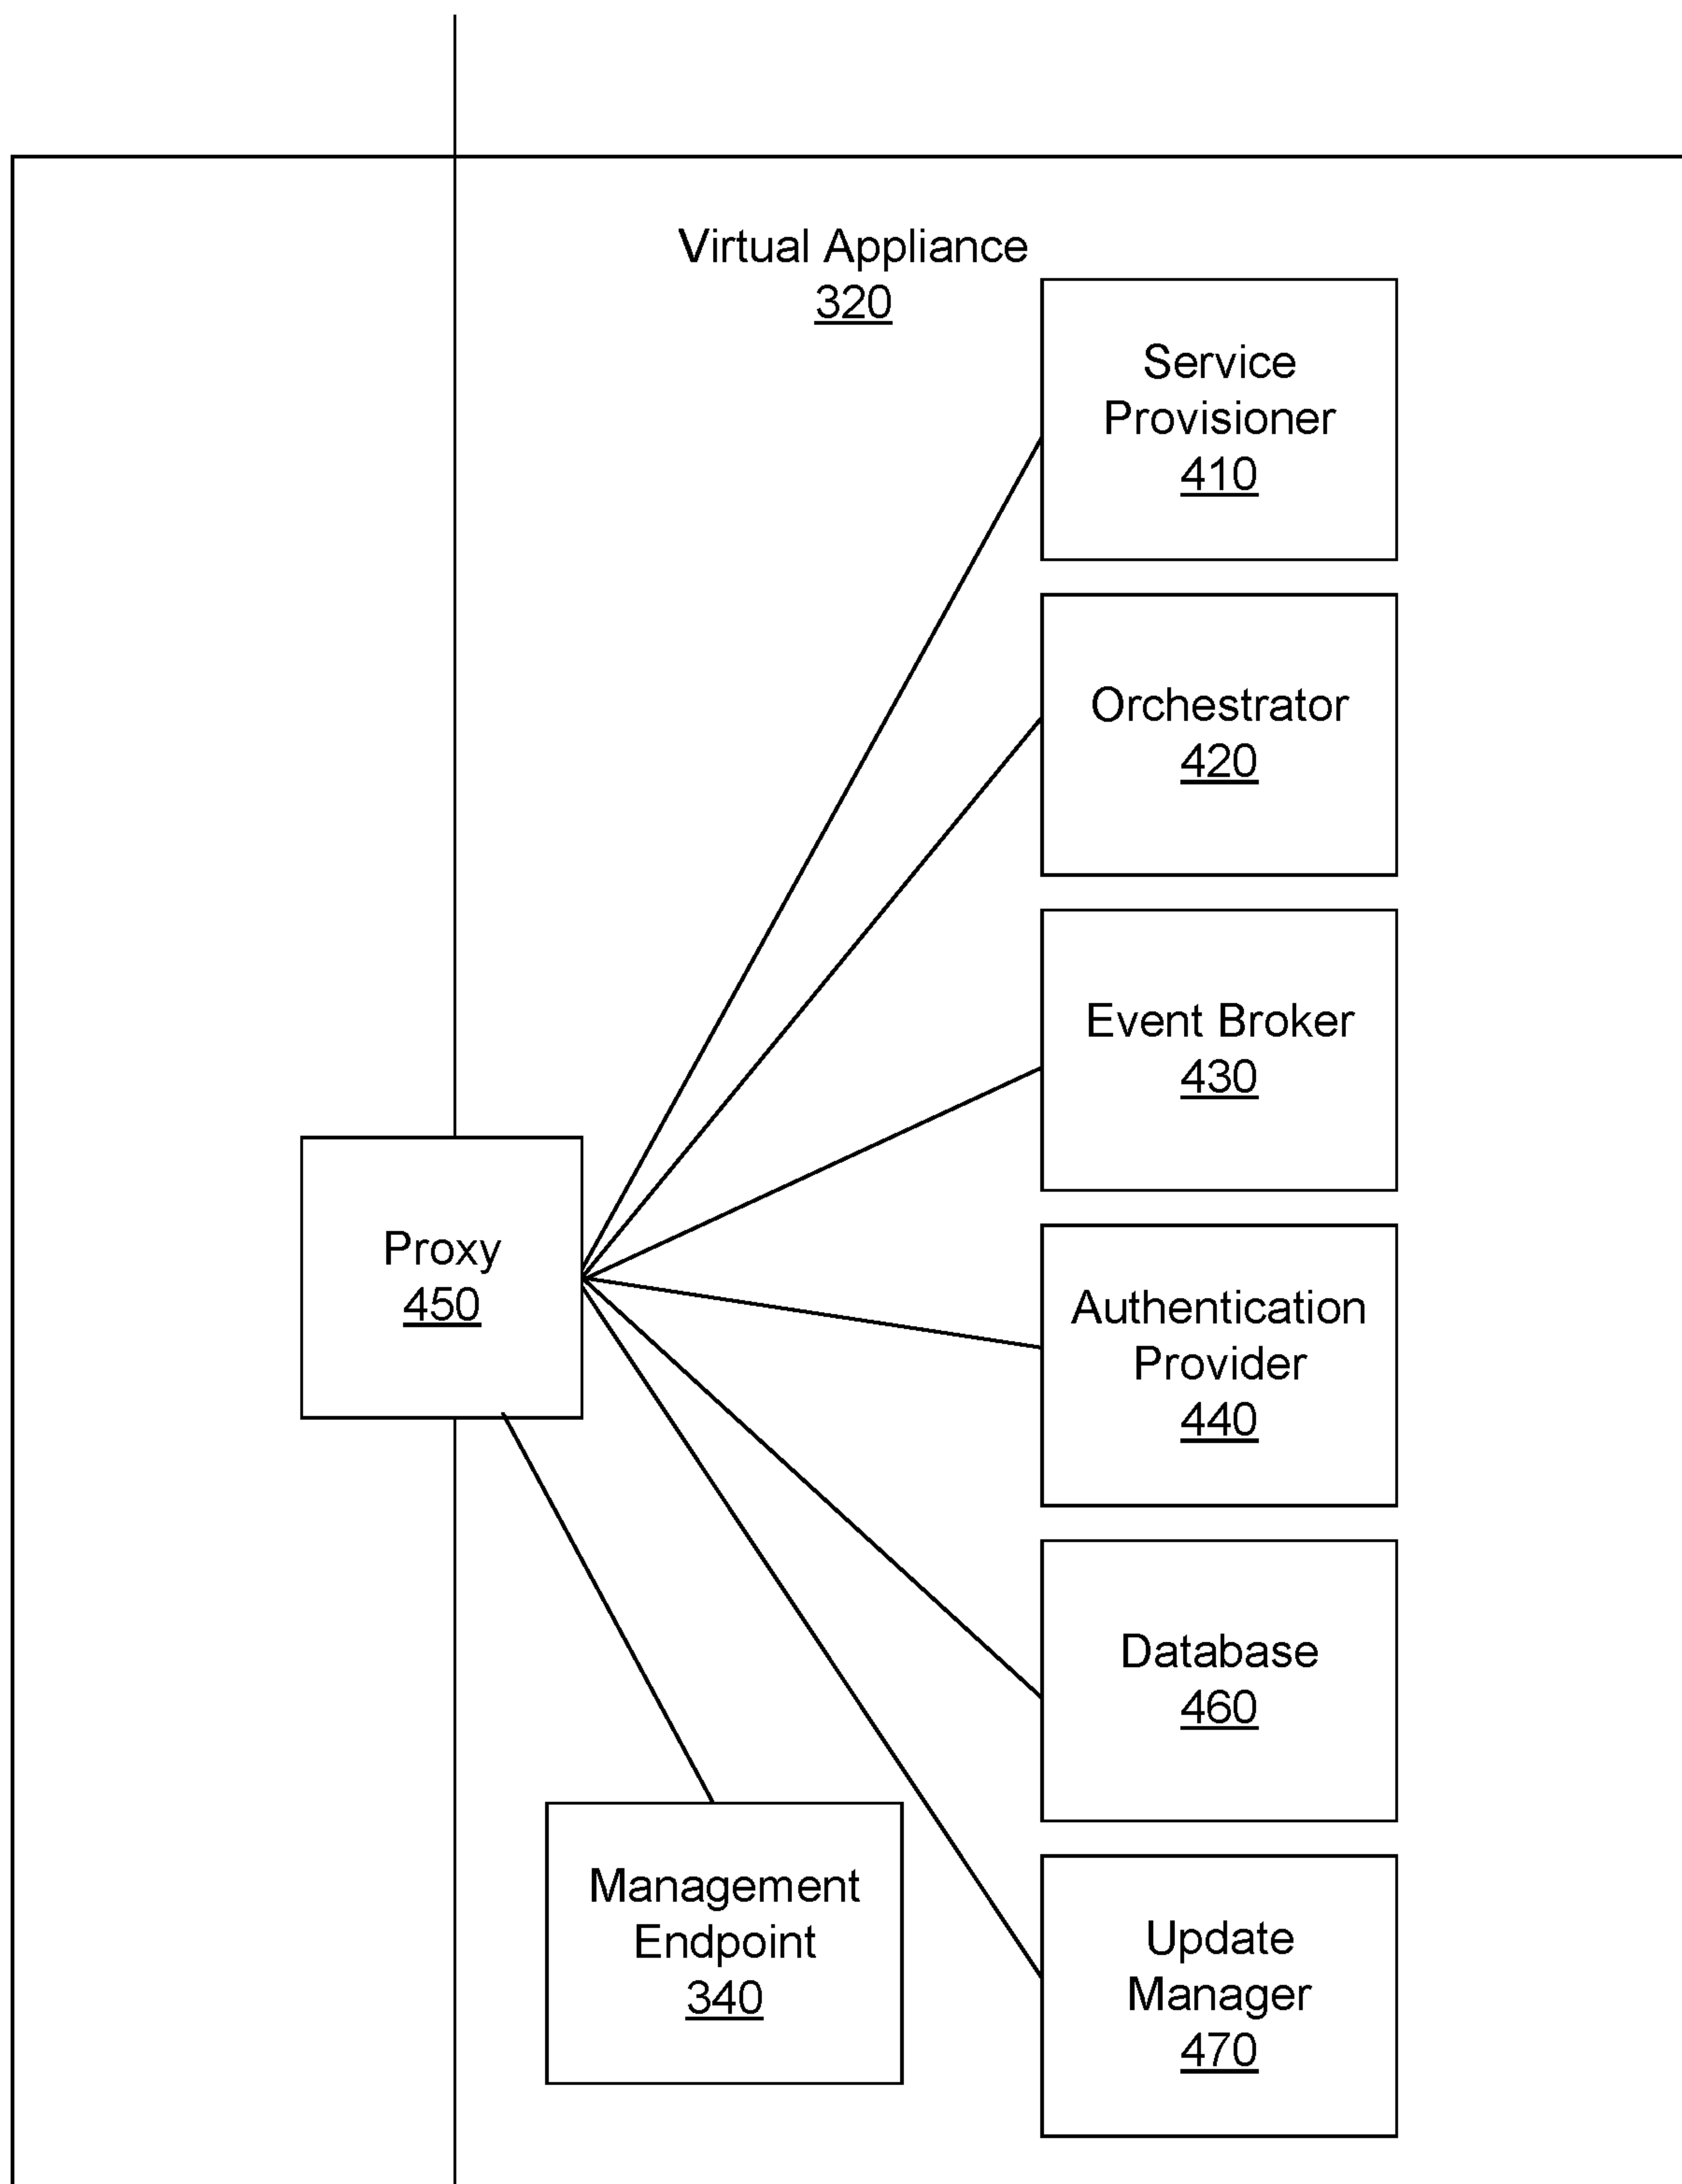 Virtual Appliance
320
Service
Provisioner
410
Orchestrator
420
Event Broker
430
Proxy
450
Authentication
Provider
440
Database
460
Management
Endpoint
340
Update
Manager
470